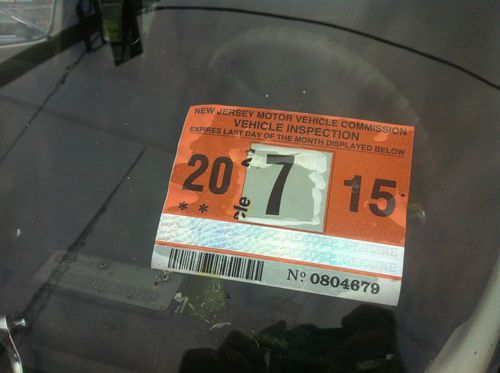 NEW JERSEY MOTOR VEHICLE COMMISSION
VEHICLE INSPECTION
EXPIRES LAST DAY OF THE MONTH DISPLAYED BELOW
20 7 15
* *
No 0804679